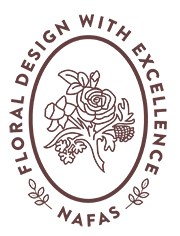 FLORAL DESIGN WITH EXCELLENCE
NAFAS